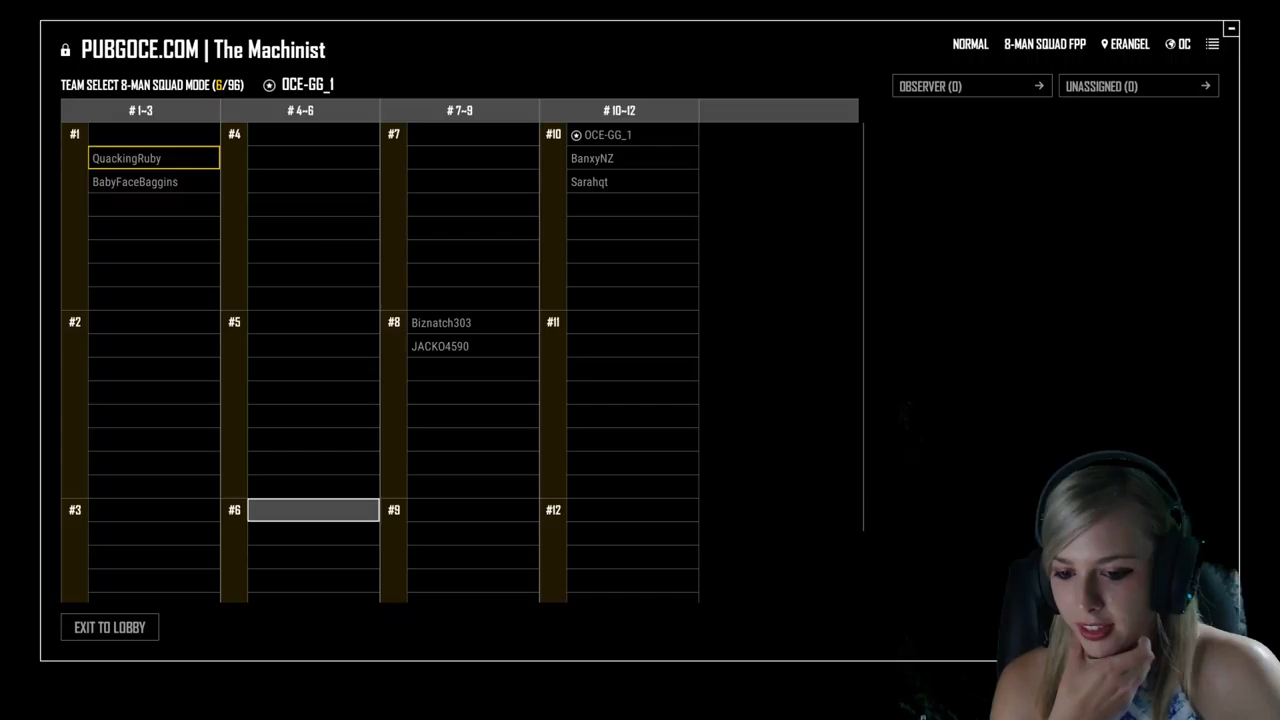 PUBGOCE.COM | The Machinist
NORMAL 8-MAN SQUAD FPP ERANGEL OC
TEAM SELECT 8-MAN SQUAD MODE (6/96) OCE-GG_1
OBSERVER (0) UNASSIGNED (0)
# 1~3 # 4~6 # 7~9 # 10~12
#1 #4 #7 #10 OCE-GG_1
QuackingRuby BanxyNZ
BabyFaceBaggins Sarahqt
#2 #5 #8 Biznatch303 #11
JACKO4590
#3 #6 #9 #12
EXIT TO LOBBY